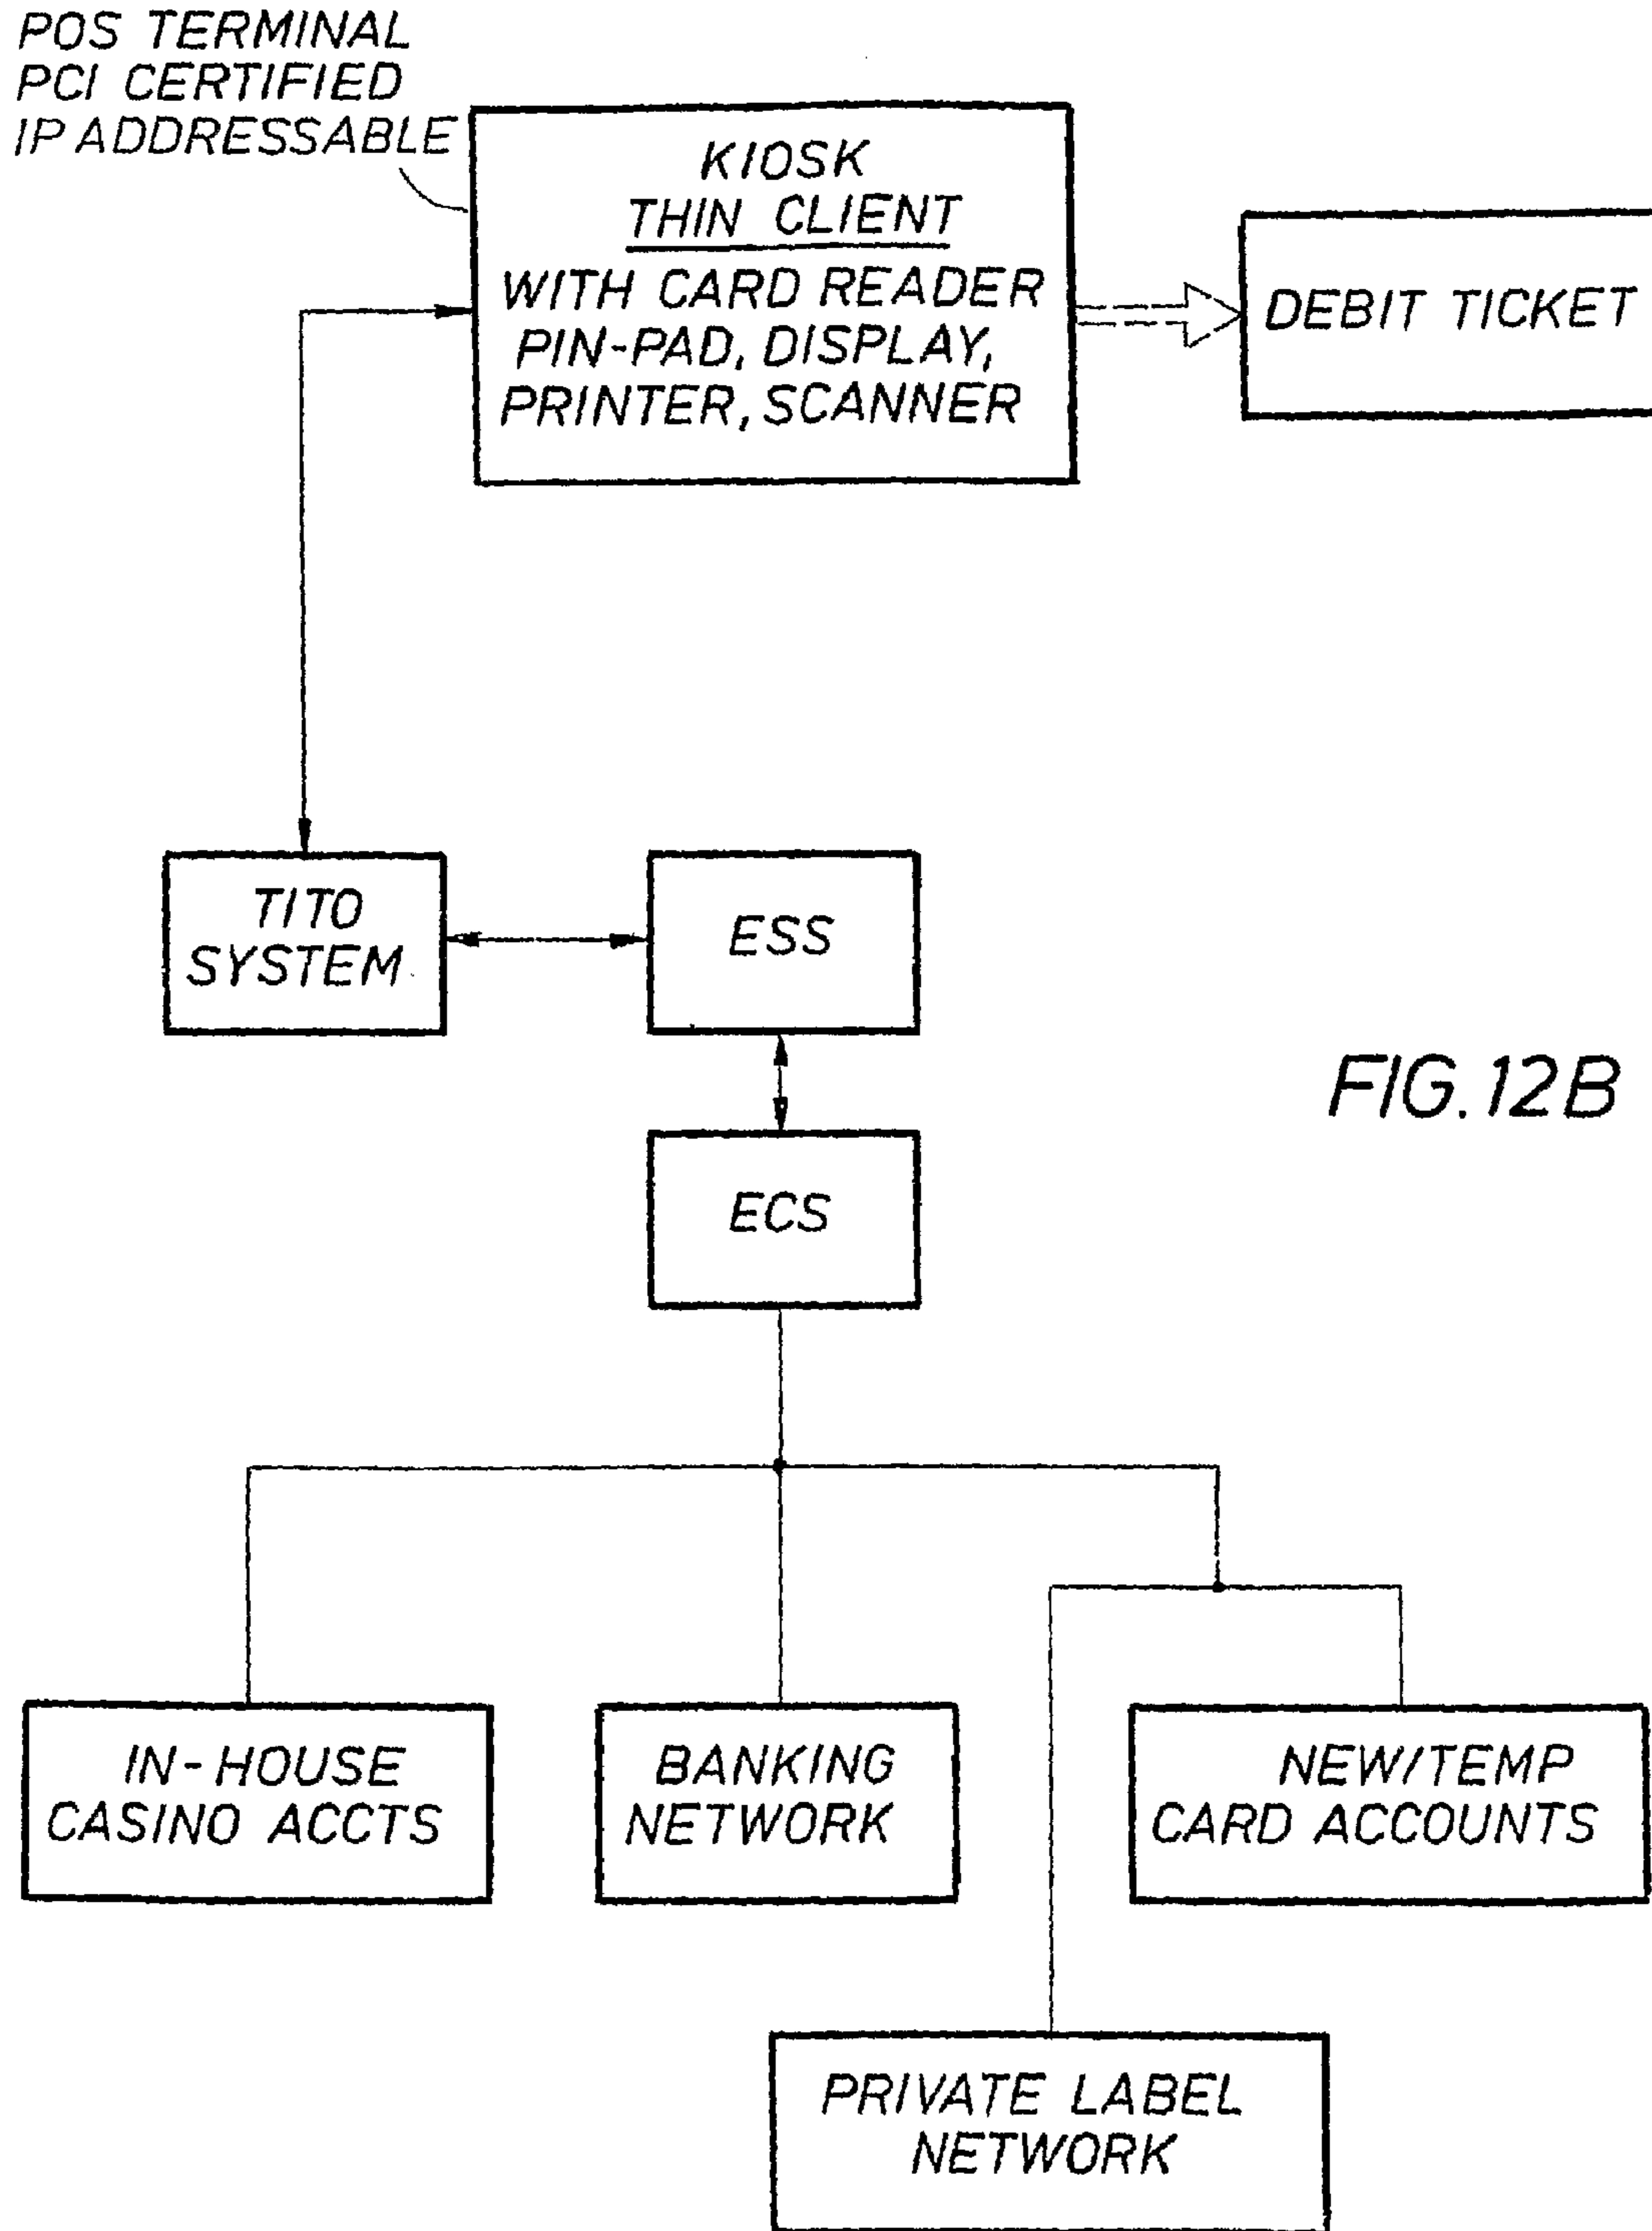 POS TERMINAL
PCI CERTIFIED
IP ADDRESSABLE
KIOSK
THIN CLIENT
WITH CARD READER
PIN-PAD, DISPLAY,
PRINTER, SCANNER
DEBIT TICKET
TITO
SYSTEM
ESS
FIG. 12B
ECS
IN-HOUSE
CASINO ACCTS
BANKING
NETWORK
NEW/TEMP
CARD ACCOUNTS
PRIVATE LABEL
NETWORK